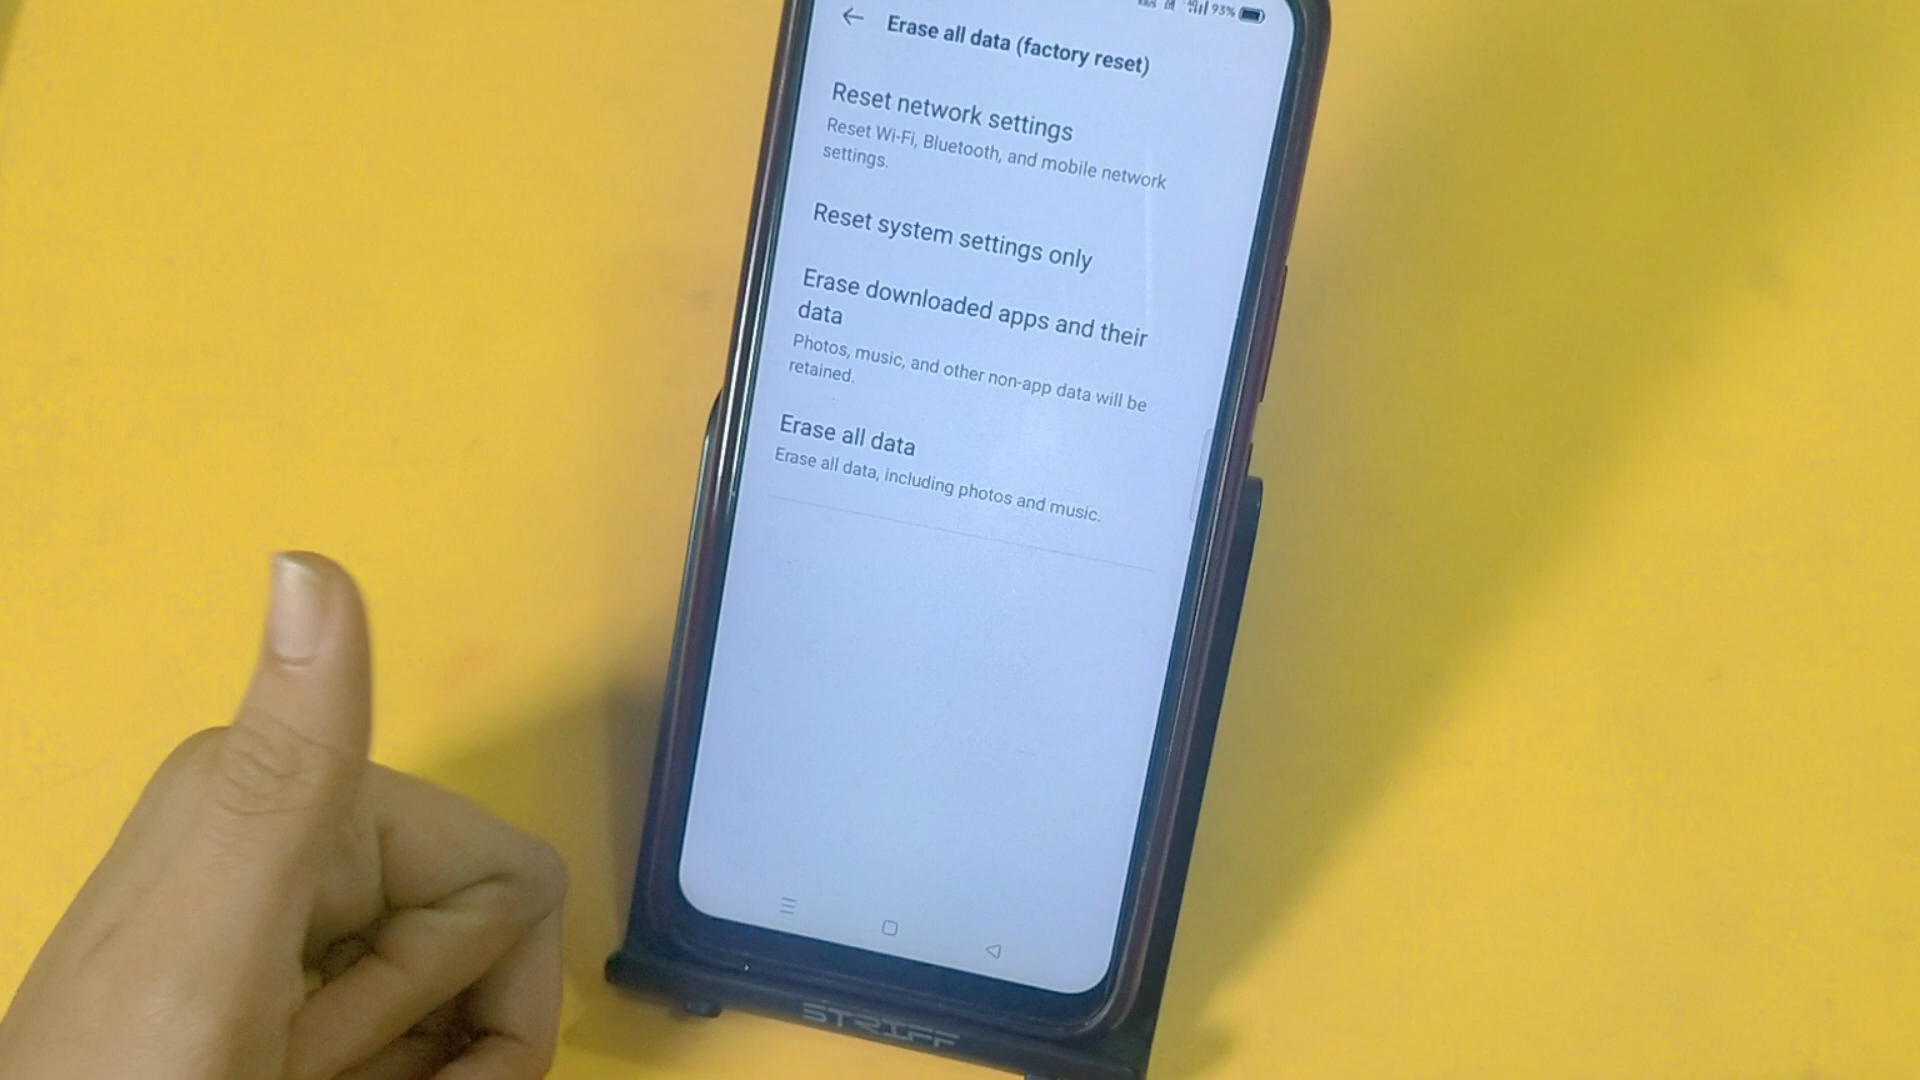 93%
Erase all data (factory reset)
Reset network settings
Reset Wi-Fi, Bluetooth, and mobile network
settings.
Reset system settings only
Erase downloaded apps and their
data
Photos, music, and other non-app data will be
retained.
Erase all data
Erase all data, including photos and music.
STRIFF